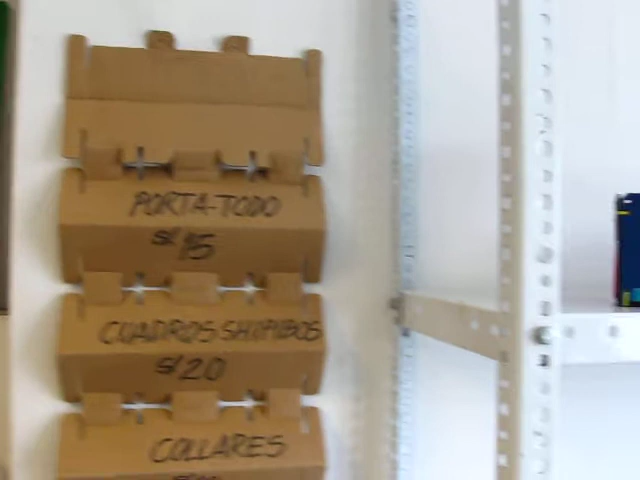 PORTA-TODO
S/. 15
CUADROS SHIPIBOS
S/. 20
COLLARES